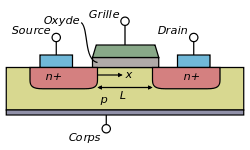 Grille
Oxyde
Source
Drain
n+
x
n+
L
p
Corps